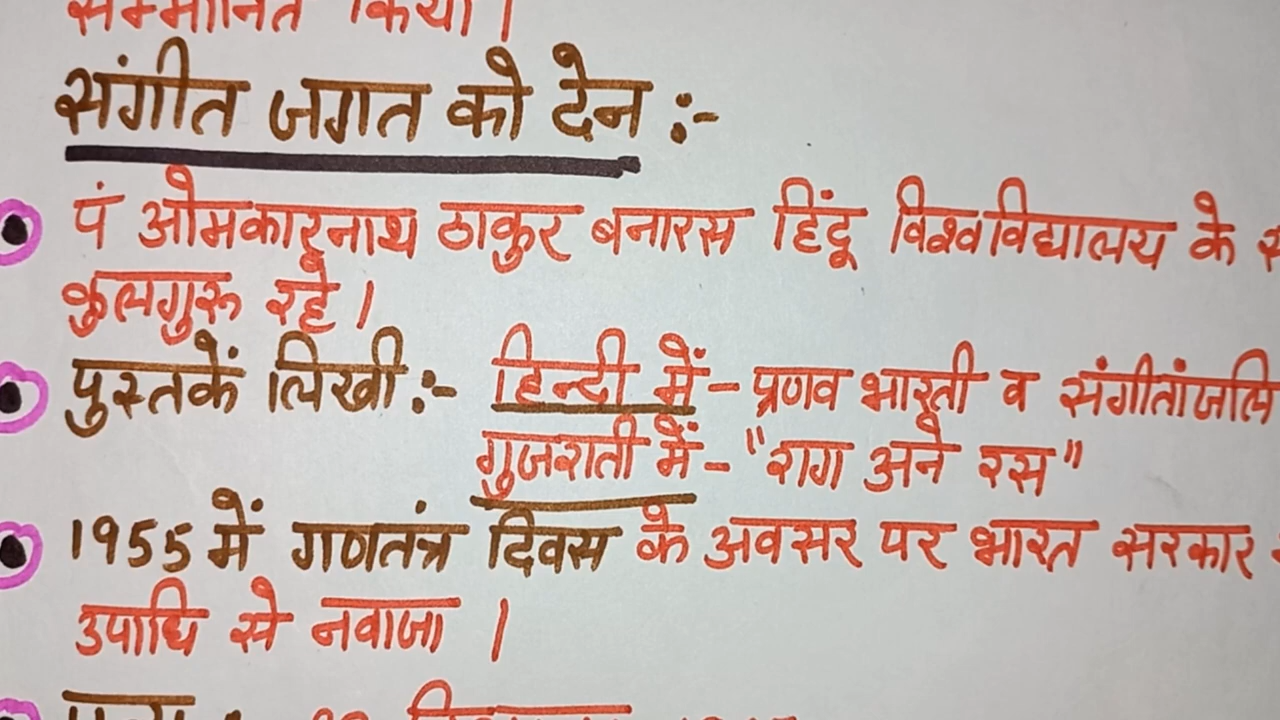 सम्मानित किया।
संगीत जगत को देन :-
पं ओमकारनाथ ठाकुर बनारस हिंदू विश्वविद्यालय के
कुलगुरू रहे।
पुस्तकें लिखी :- हिन्दी में - प्रणव भारती व संगीतांजलि
गुजराती में - "राग अने रस"
1955 में गणतंत्र दिवस के अवसर पर भारत सरकार
उपाधि से नवाजा ।